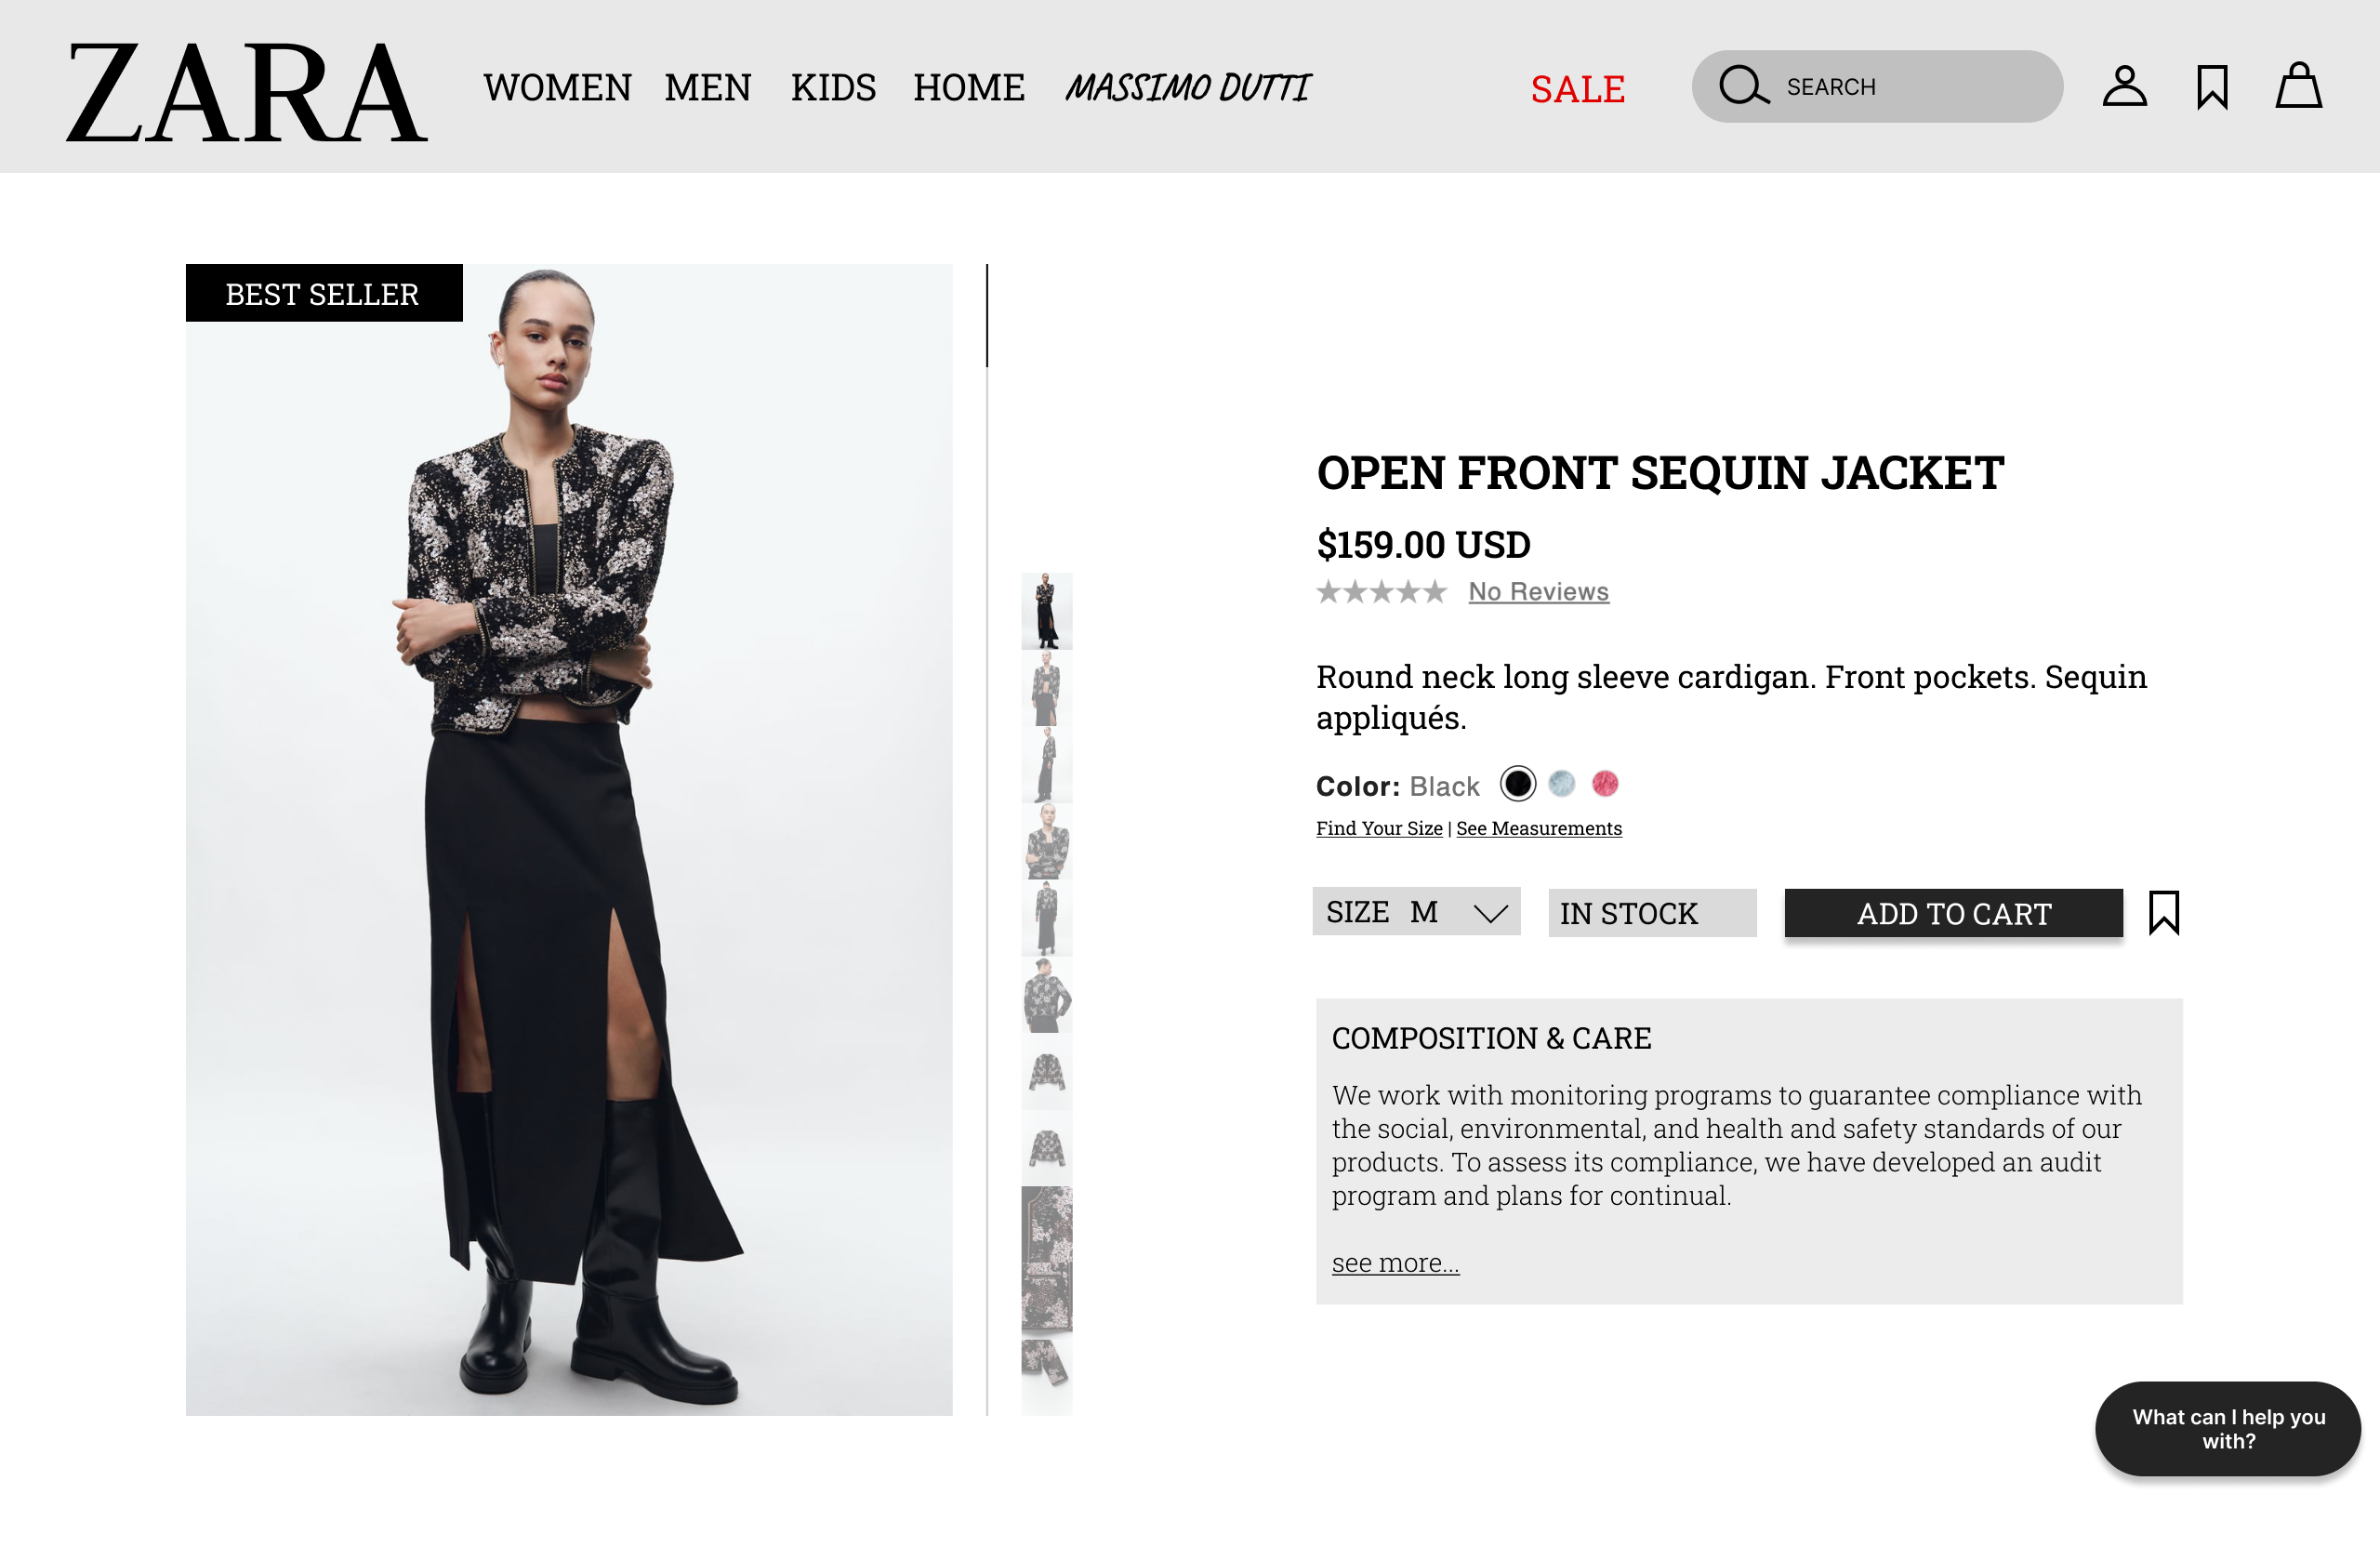 ZARA
WOMEN MEN KIDS HOME MASSIMO DUTTI SALE SEARCH
BEST SELLER
OPEN FRONT SEQUIN JACKET
$159.00 USD
No Reviews
Round neck long sleeve cardigan. Front pockets. Sequin
appliqués.
Color: Black
Find Your Size | See Measurements
SIZE M IN STOCK ADD TO CART
COMPOSITION & CARE
We work with monitoring programs to guarantee compliance with
the social, environmental, and health and safety standards of our
products. To assess its compliance, we have developed an audit
program and plans for continual.
see more...
What can I help you
with?